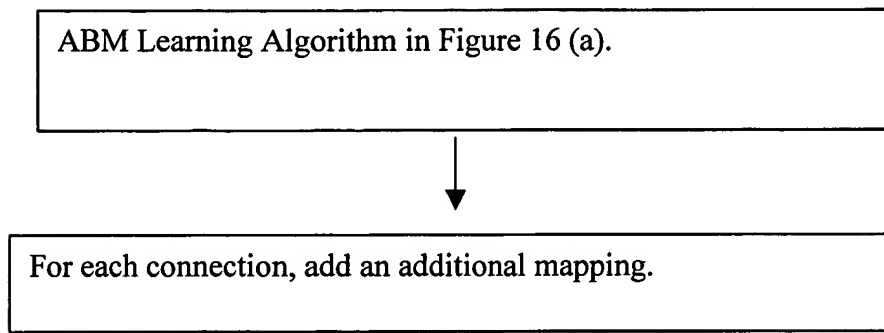 ABM Learning Algorithm in Figure 16 (a).
For each connection, add an additional mapping.